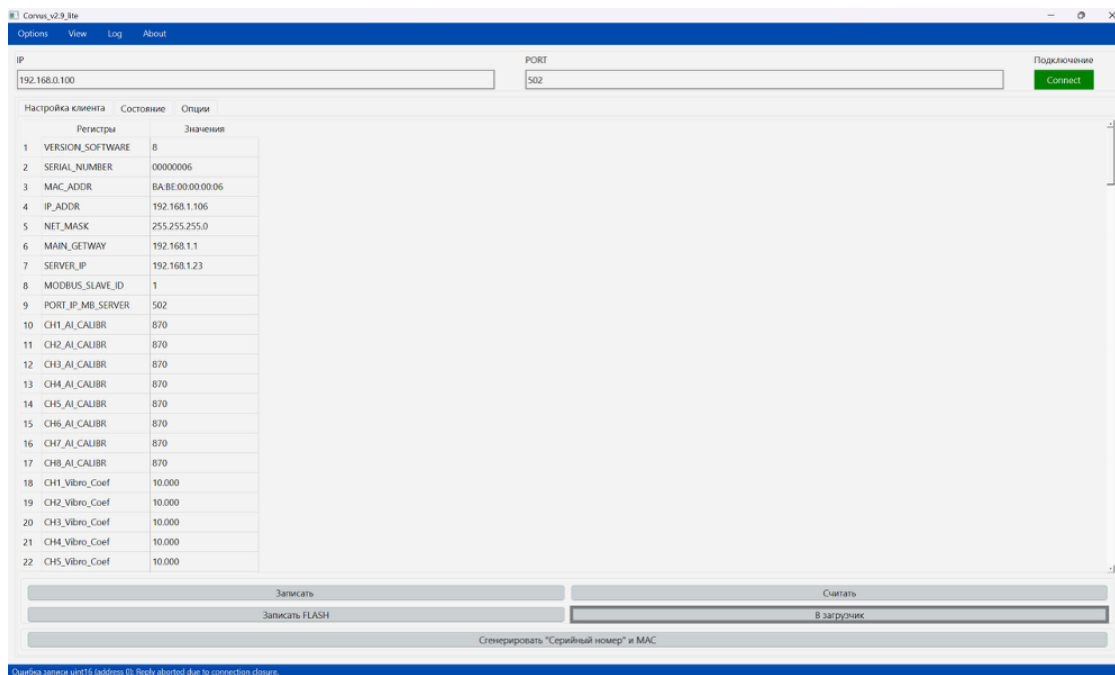 Corvus_v2.9_lite
Options View Log About
IP PORT Подключение
192.168.0.100 502 Connect
Настройка клиента Состояние Опции
Регистры Значения
1 VERSION_SOFTWARE 8
2 SERIAL_NUMBER 00000006
3 MAC_ADDR BA:BE:00:00:00:06
4 IP_ADDR 192.168.1.106
5 NET_MASK 255.255.255.0
6 MAIN_GETWAY 192.168.1.1
7 SERVER_IP 192.168.1.23
8 MODBUS_SLAVE_ID 1
9 PORT_IP_MB_SERVER 502
10 CH1_AI_CALIBR 870
11 CH2_AI_CALIBR 870
12 CH3_AI_CALIBR 870
13 CH4_AI_CALIBR 870
14 CH5_AI_CALIBR 870
15 CH6_AI_CALIBR 870
16 CH7_AI_CALIBR 870
17 CH8_AI_CALIBR 870
18 CH1_Vibro_Coef 10.000
19 CH2_Vibro_Coef 10.000
20 CH3_Vibro_Coef 10.000
21 CH4_Vibro_Coef 10.000
22 CH5_Vibro_Coef 10.000
Записать Считать
Записать FLASH В загрузчик
Сгенерировать "Серийный номер" и MAC
Ошибка записи uint16 (address 0): Reply aborted due to connection closure.